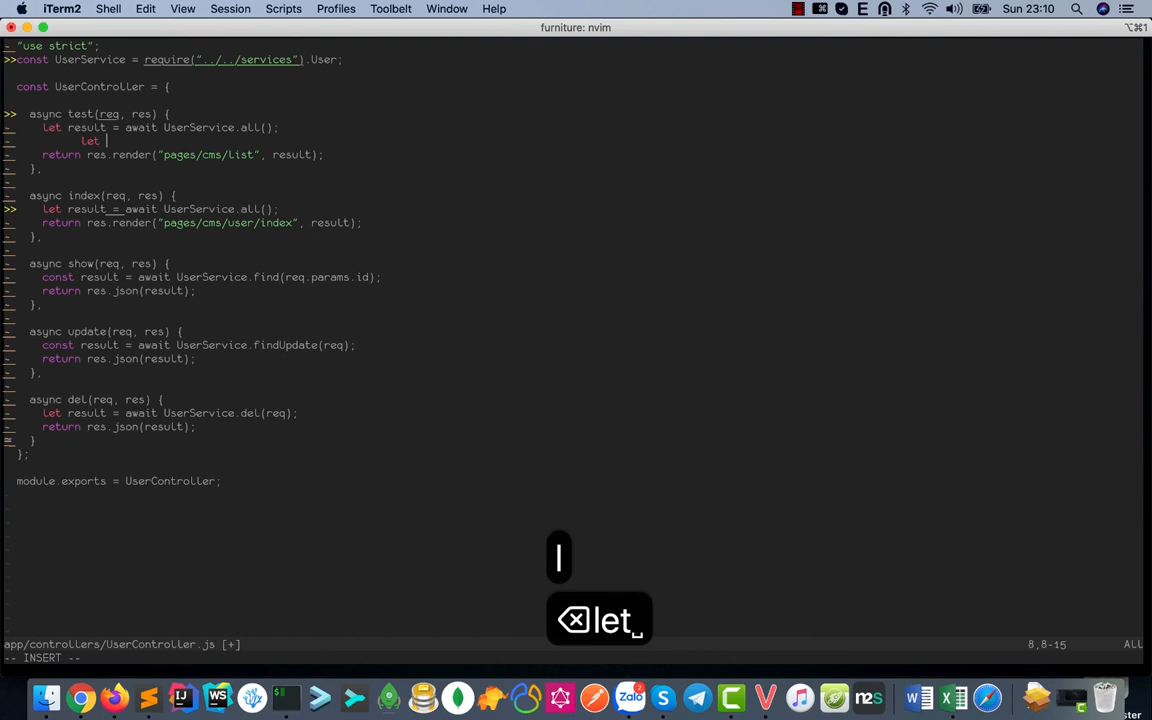 iTerm2 Shell Edit View Session Scripts Profiles Toolbelt Window Help Sun 23:10
furniture: nvim ⌥⌘1
~ "use strict";
>>const UserService = require("../../services").User;
const UserController = {
>> async test(req, res) {
~ let result = await UserService.all();
~ let
~ return res.render("pages/cms/list", result);
~ },
~
~ async index(req, res) {
>> let result = await UserService.all();
~ return res.render("pages/cms/user/index", result);
~ },
~
~ async show(req, res) {
~ const result = await UserService.find(req.params.id);
~ return res.json(result);
~ },
~
~ async update(req, res) {
~ const result = await UserService.findUpdate(req);
~ return res.json(result);
~ },
~
~ async del(req, res) {
~ let result = await UserService.del(req);
~ return res.json(result);
≃ }
};
module.exports = UserController;
I
⌫let␣
app/controllers/UserController.js [+] 8,8-15 ALL
-- INSERT --
IJ WS $ Zalo 2 S V n2S W X